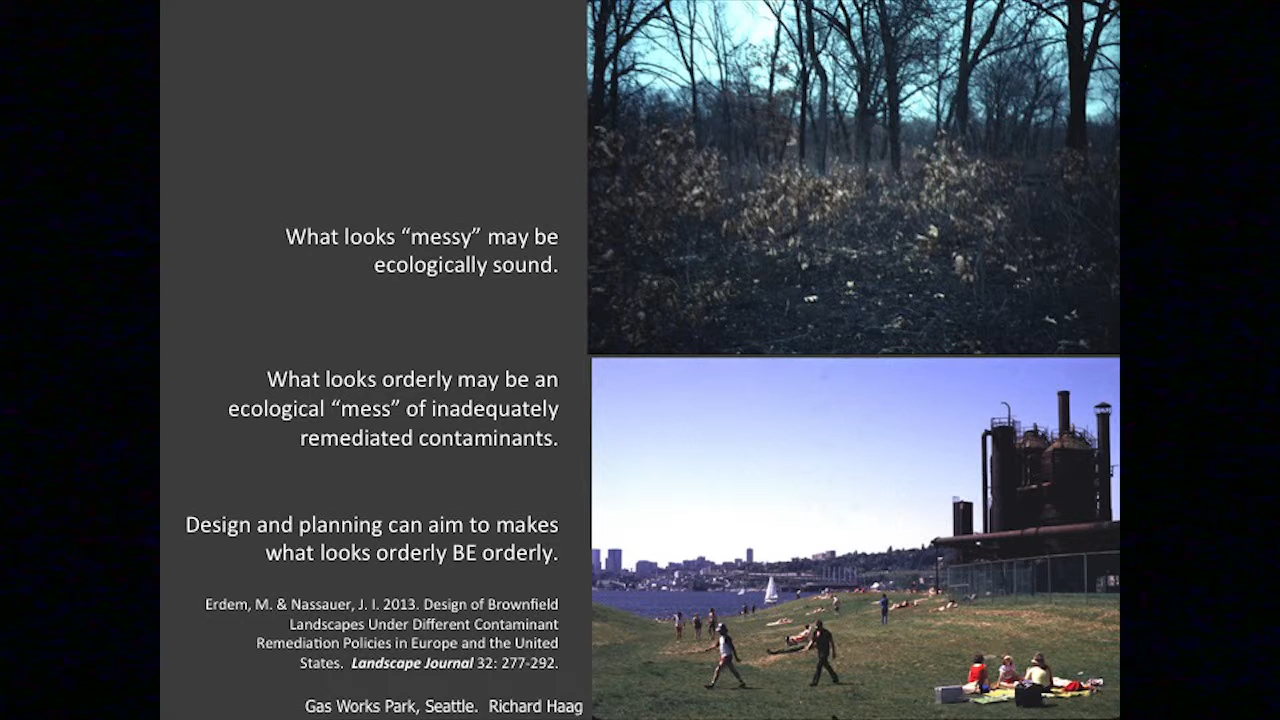 What looks “messy” may be
ecologically sound.
What looks orderly may be an
ecological “mess” of inadequately
remediated contaminants.
Design and planning can aim to makes
what looks orderly BE orderly.
Erdem, M. & Nassauer, J. I. 2013. Design of Brownfield
Landscapes Under Different Contaminant
Remediation Policies in Europe and the United
States. Landscape Journal 32: 277-292.
Gas Works Park, Seattle. Richard Haag